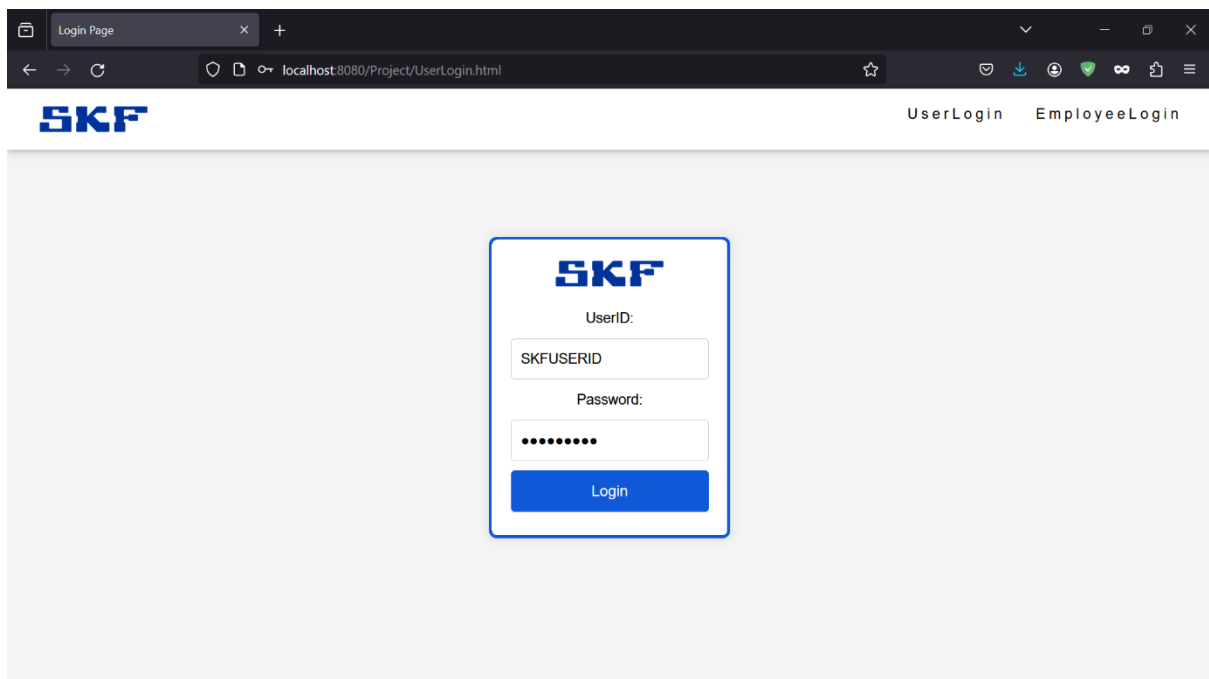 Login Page
localhost:8080/Project/UserLogin.html
SKF
UserLogin EmployeeLogin
SKF
UserID:
SKFUSERID
Password:
●●●●●●●●●
Login